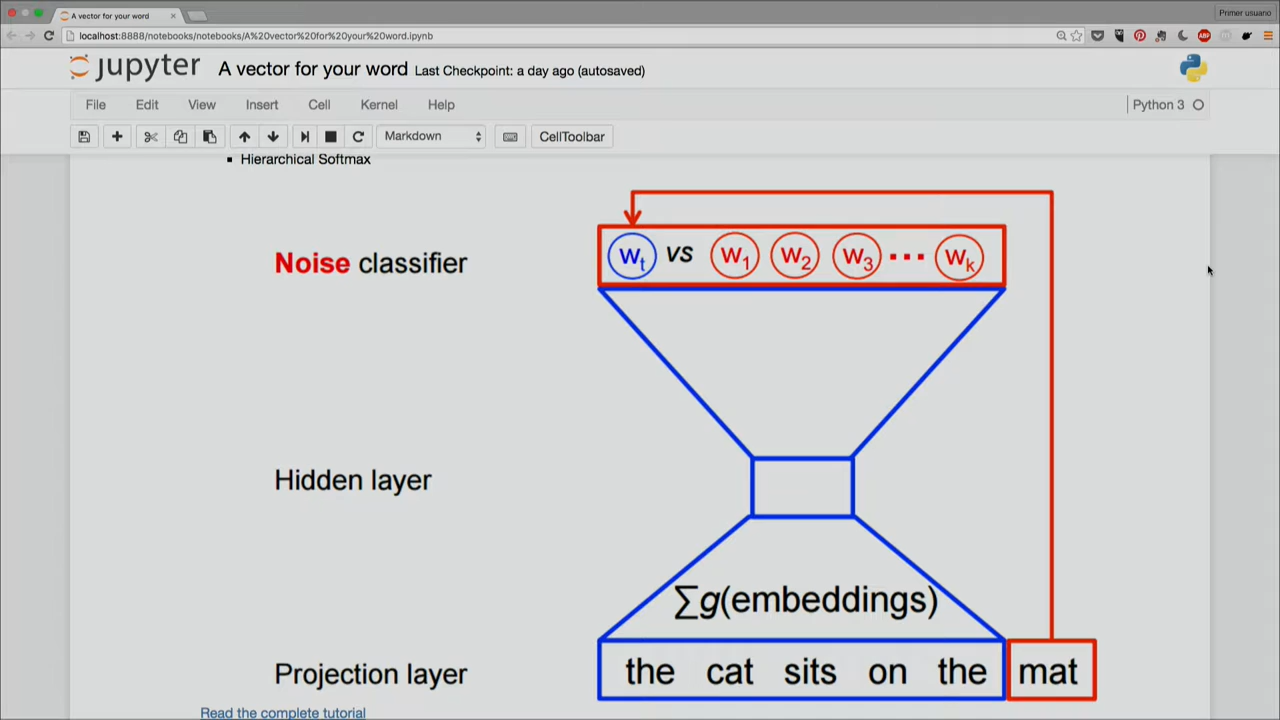 A vector for your word
Primer usuano
localhost:8888/notebooks/notebooks/A%20vector%20for%20your%20word.ipynb
ABP
jupyter A vector for your word Last Checkpoint: a day ago (autosaved)
File Edit View Insert Cell Kernel Help Python 3
Markdown CellToolbar
Hierarchical Softmax
Noise classifier wt vs w1 w2 w3 ... wk
Hidden layer
∑g(embeddings)
Projection layer the cat sits on the mat
Read the complete tutorial